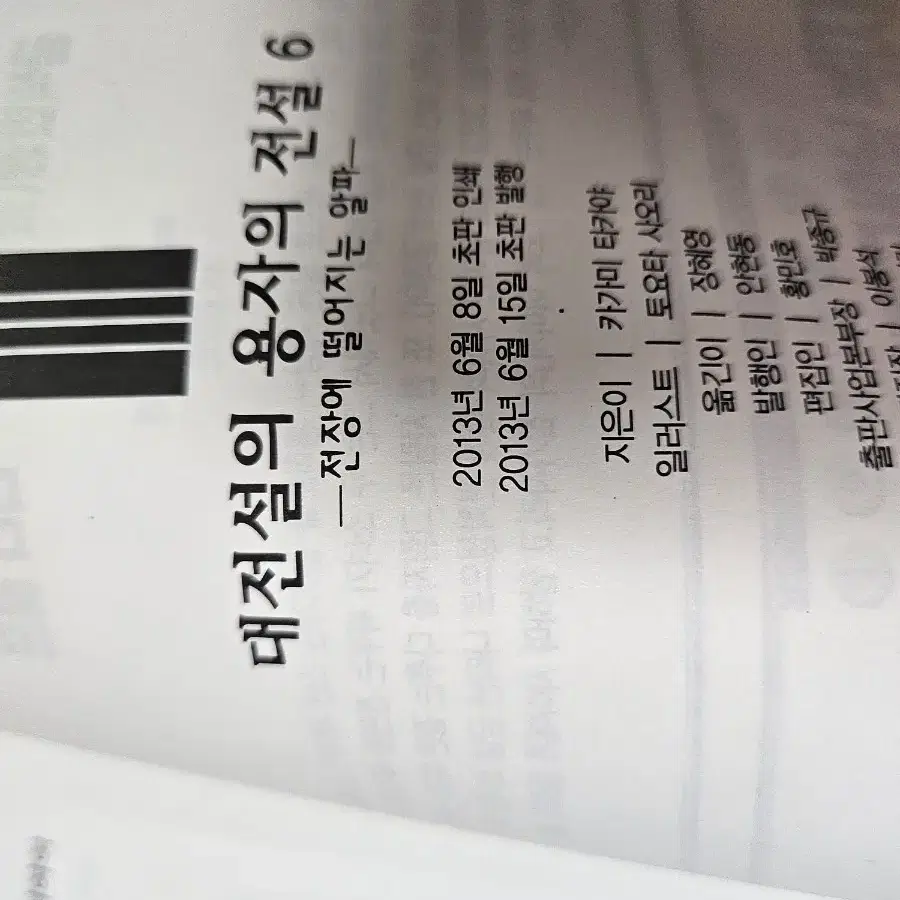 대전설의 용자의 전설 6
—전장에 떨어지는 알파—
2013년 6월 8일 초판 인쇄
2013년 6월 15일 초판 발행
지은이 | 카가미 타카야
일러스트 | 토요타 사오리
옮긴이 | 장혜영
발행인 | 안현동
편집인 | 황민호
출판사업본부장 | 박종규